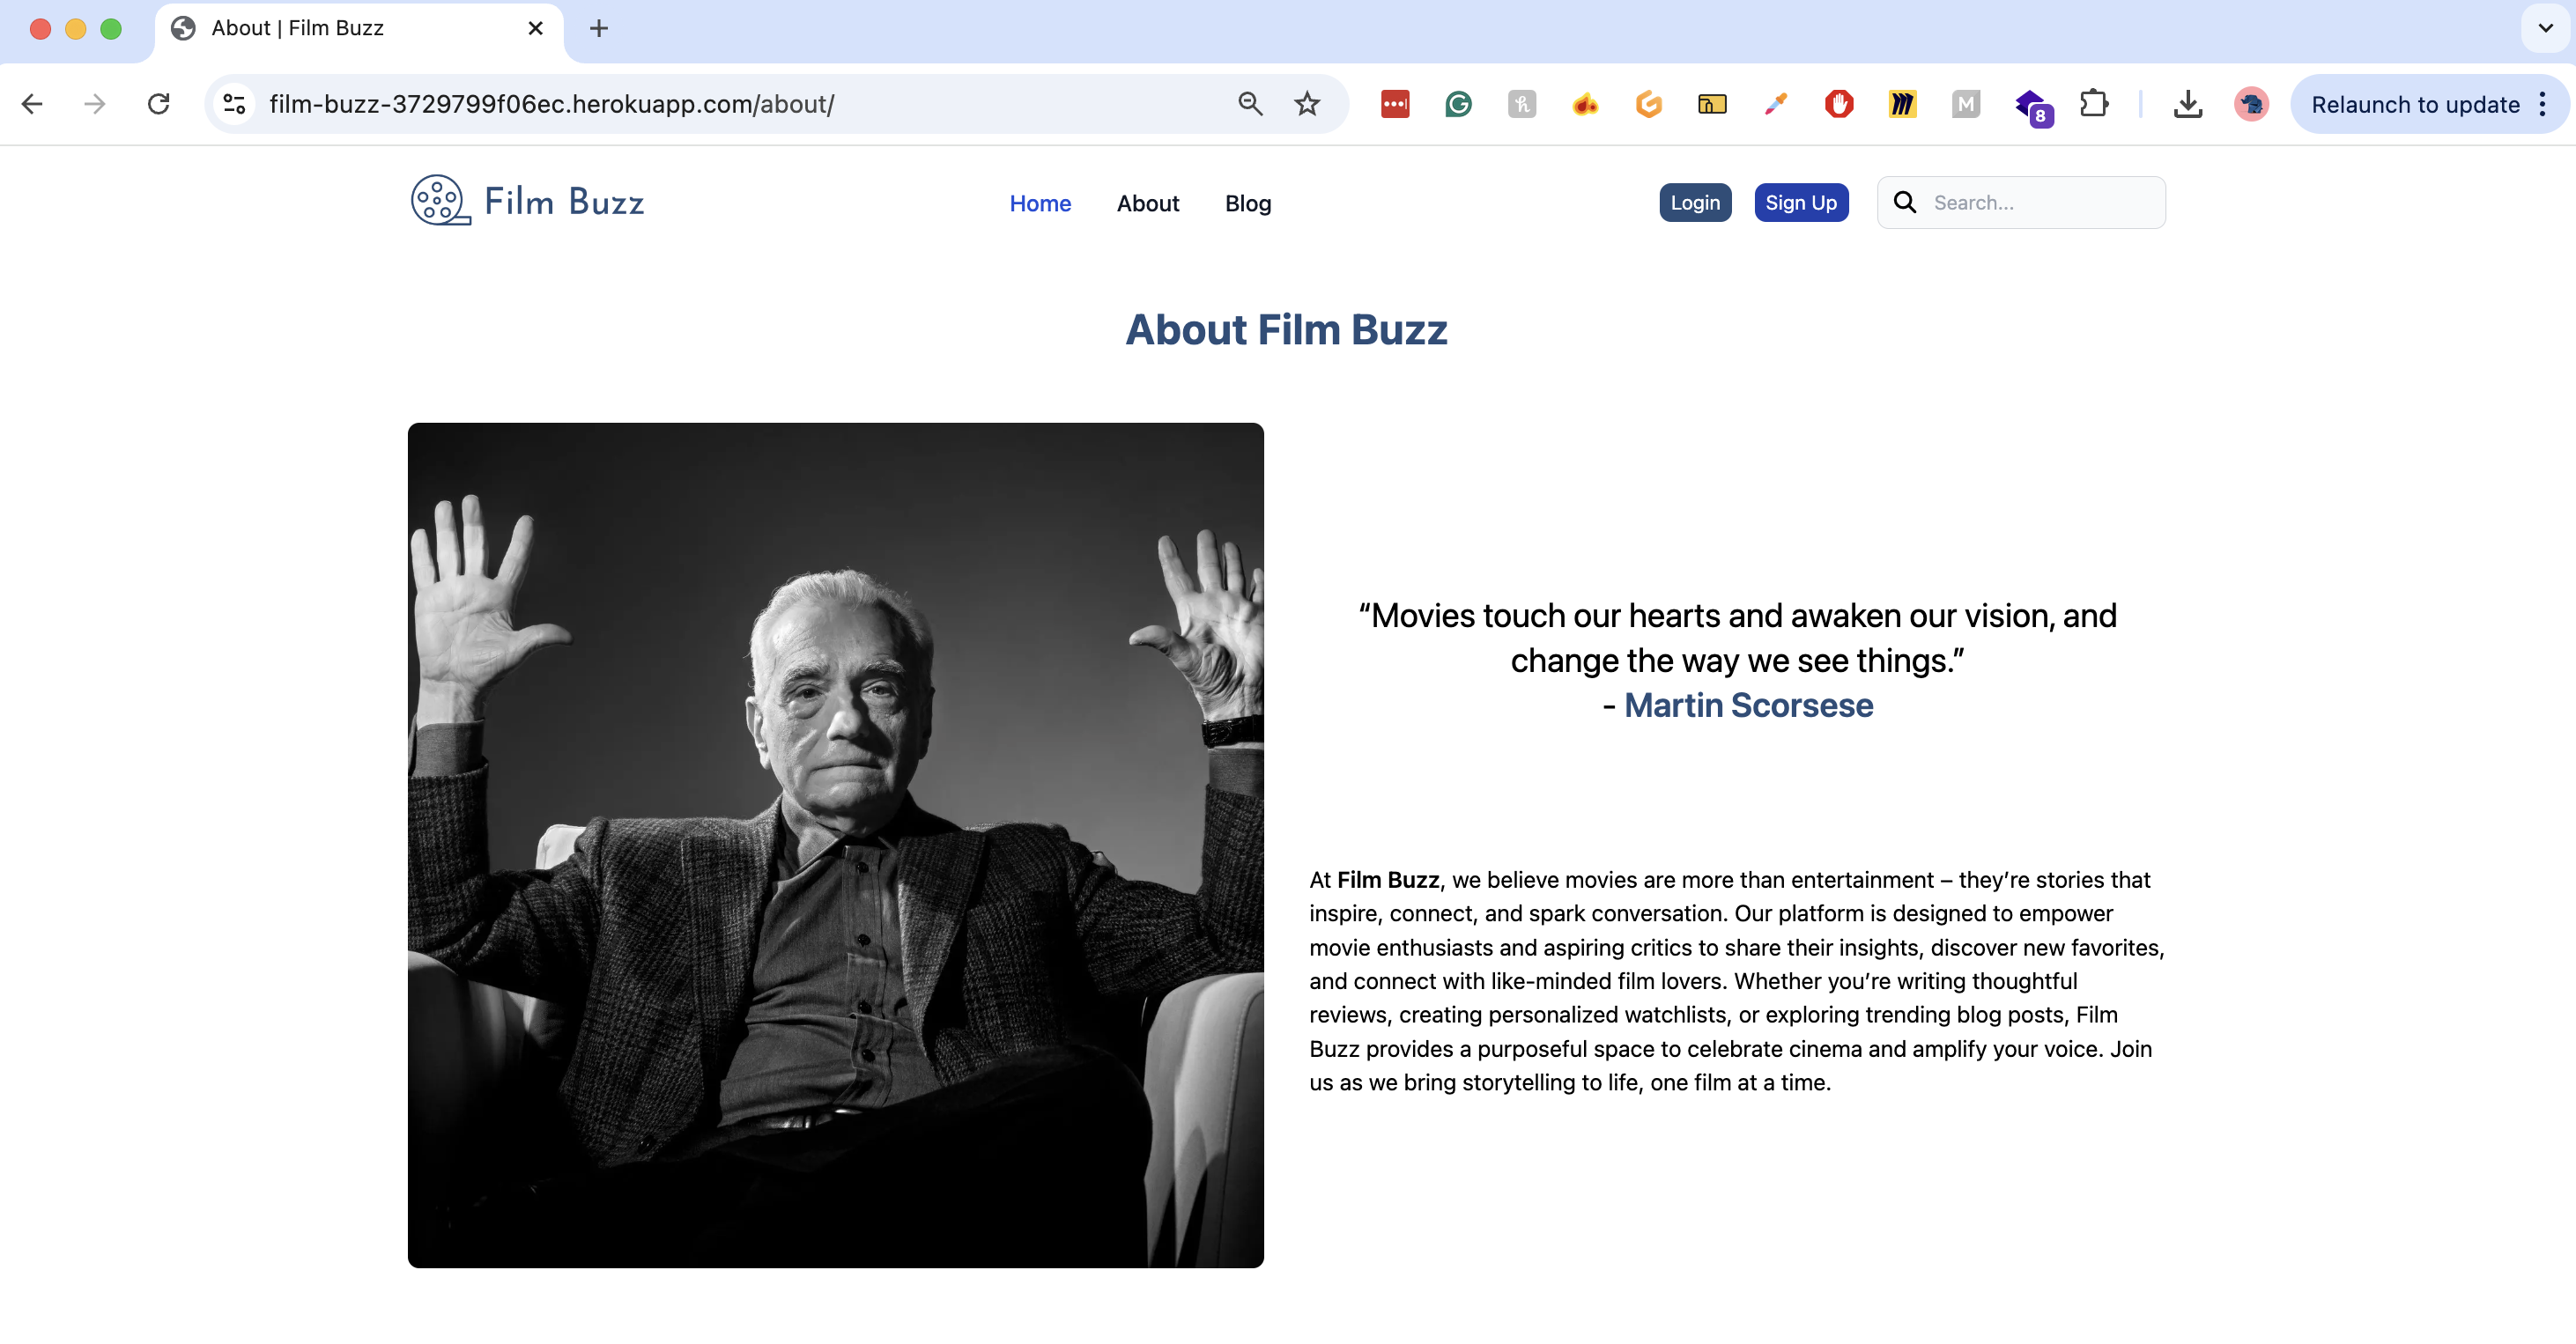 About | Film Buzz
film-buzz-3729799f06ec.herokuapp.com/about/
8
Relaunch to update
Film Buzz
Home
About
Blog
Login
Sign Up
Search...
About Film Buzz
“Movies touch our hearts and awaken our vision, and
change the way we see things.”
- Martin Scorsese
At Film Buzz, we believe movies are more than entertainment – they’re stories that
inspire, connect, and spark conversation. Our platform is designed to empower
movie enthusiasts and aspiring critics to share their insights, discover new favorites,
and connect with like-minded film lovers. Whether you’re writing thoughtful
reviews, creating personalized watchlists, or exploring trending blog posts, Film
Buzz provides a purposeful space to celebrate cinema and amplify your voice. Join
us as we bring storytelling to life, one film at a time.